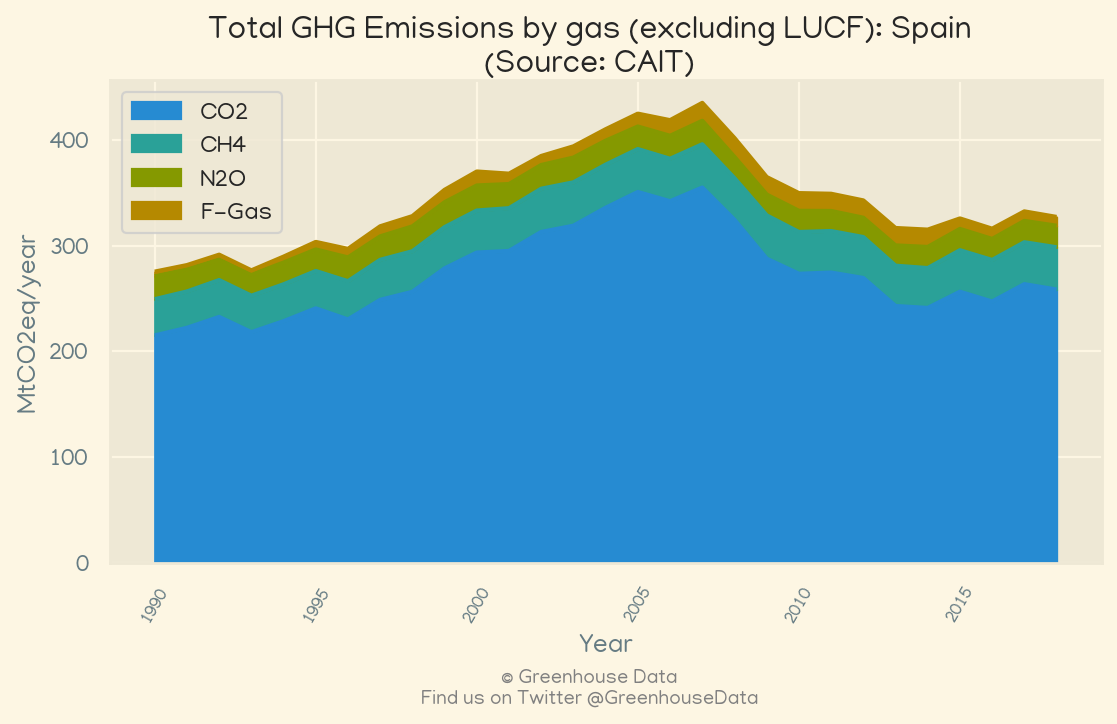 Total GHG Emissions by gas (excluding LUCF): Spain
(Source: CAIT)
CO2
CH4
N2O
F-Gas
MtCO2eq/year
400
300
200
100
0
1990
1995
2000
2005
2010
2015
Year
© Greenhouse Data
Find us on Twitter @GreenhouseData